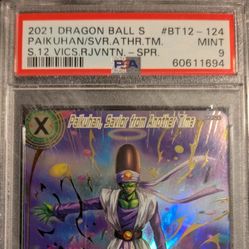 2021 DRAGON BALL S #BT12-124
PAIKUHAN/SVR.ATHR.TM. MINT
S.12 VICS.RJVNTN.-SPR. 9
PSA 60611694
X Paikuhan, Savior from Another Time